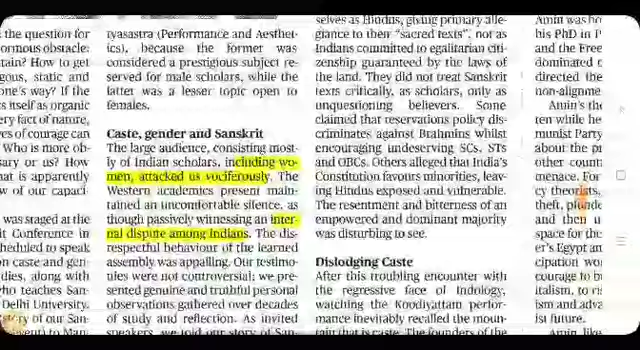 the question for
ormous obstacle:
tain? How to get
gous, static and
one's way? If the
s itself as organic
ery fact of nature,
es of courage can
Who is more ob-
sary or us? How
hat is apparently
w of our capaci-
was staged at the
it Conference in
heduled to speak
n caste and gen-
dies, along with
ho teaches San-
Delhi University.
ory of our San-
to Man-
tyasastra (Performance and Aesthet-
ics), because the former was
considered a prestigious subject re-
served for male scholars, while the
latter was a lesser topic open to
females.
Caste, gender and Sanskrit
The large audience, consisting most-
ly of Indian scholars, including wo-
men, attacked us vociferously. The
Western academics present main-
tained an uncomfortable silence, as
though passively witnessing an inter-
nal dispute among Indians. The dis-
respectful behaviour of the learned
assembly was appalling. Our testimo-
nies were not controversial; we pre-
sented genuine and truthful personal
observations gathered over decades
of study and reflection. As invited
speakers, we told our story of San-
selves as Hindus, giving primary alle-
giance to their "sacred texts", not as
Indians committed to egalitarian citi-
zenship guaranteed by the laws of
the land. They did not treat Sanskrit
texts critically, as scholars, only as
unquestioning believers. Some
claimed that reservations policy dis-
criminates against Brahmins whilst
encouraging undeserving SCs, STs
and OBCs. Others alleged that India's
Constitution favours minorities, leav-
ing Hindus exposed and vulnerable.
The resentment and bitterness of an
empowered and dominant majority
was disturbing to see.
Dislodging Caste
After this troubling encounter with
the regressive face of Indology,
watching the Koodiyattam perfor-
mance inevitably recalled the moun-
tain that is caste. The founders of the
Amin was bo
his PhD in P
and the Free
dominated
directed the
non-alignme
Amin's th
while he
munist Party
about the p
other count
menace. For
cy theorists,
theft,
and then
space for the
er's Egypt an
cipation wo
courage to b
italism, to ri
ism and adva
ist future.
Amin, like